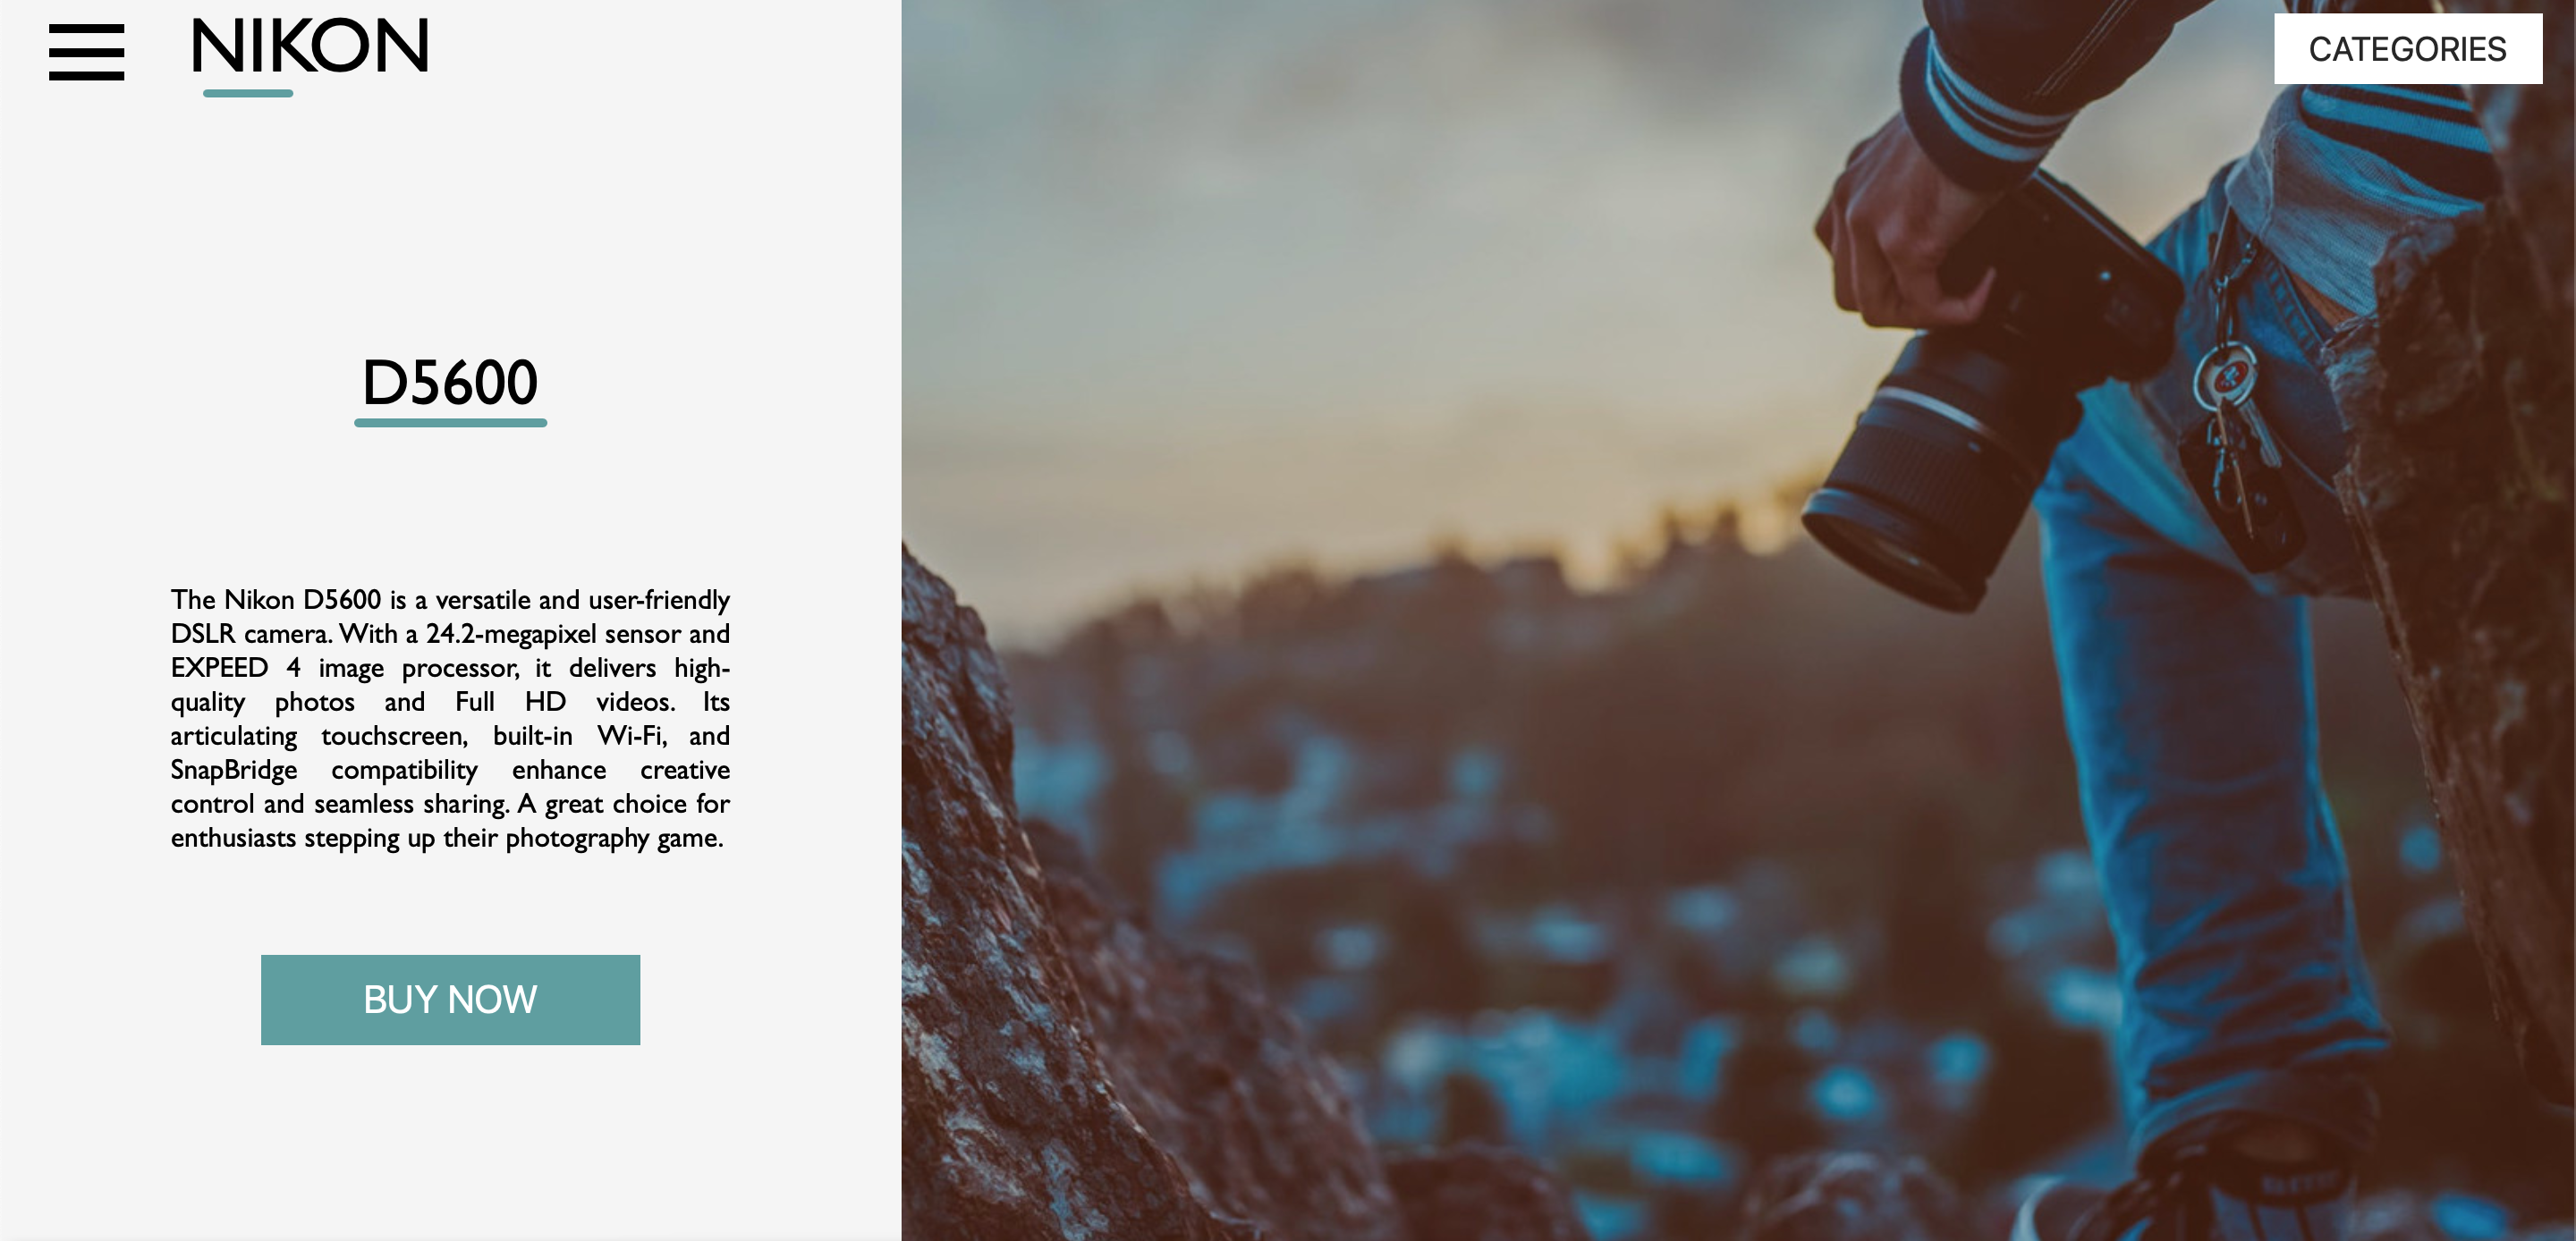 NIKON
CATEGORIES
D5600
The Nikon D5600 is a versatile and user-friendly
DSLR camera. With a 24.2-megapixel sensor and
EXPEED 4 image processor, it delivers high-
quality photos and Full HD videos. Its
articulating touchscreen, built-in Wi-Fi, and
SnapBridge compatibility enhance creative
control and seamless sharing. A great choice for
enthusiasts stepping up their photography game.
BUY NOW